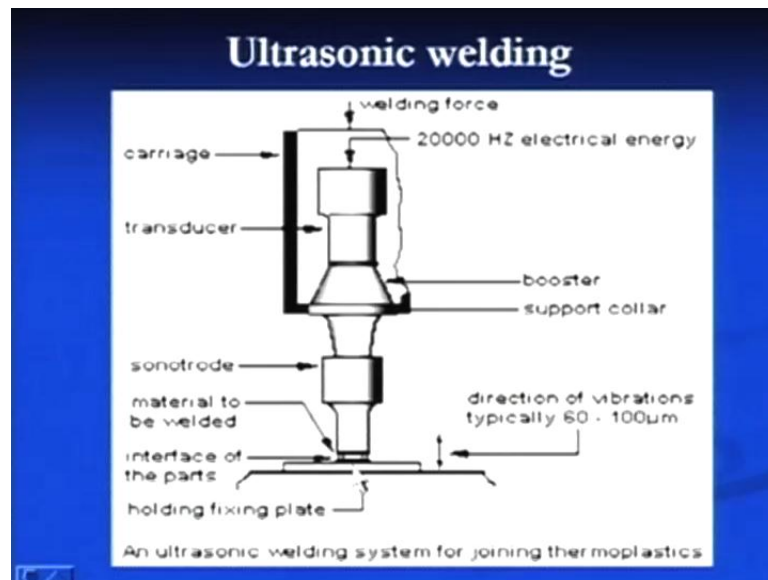 Ultrasonic welding
welding force
20000 HZ electrical energy
carriage
transducer
booster
support collar
sonotrode
material to
be welded
direction of vibrations
typically 60 - 100µm
interface of
the parts
holding fixing plate
An ultrasonic welding system for joining thermoplastics